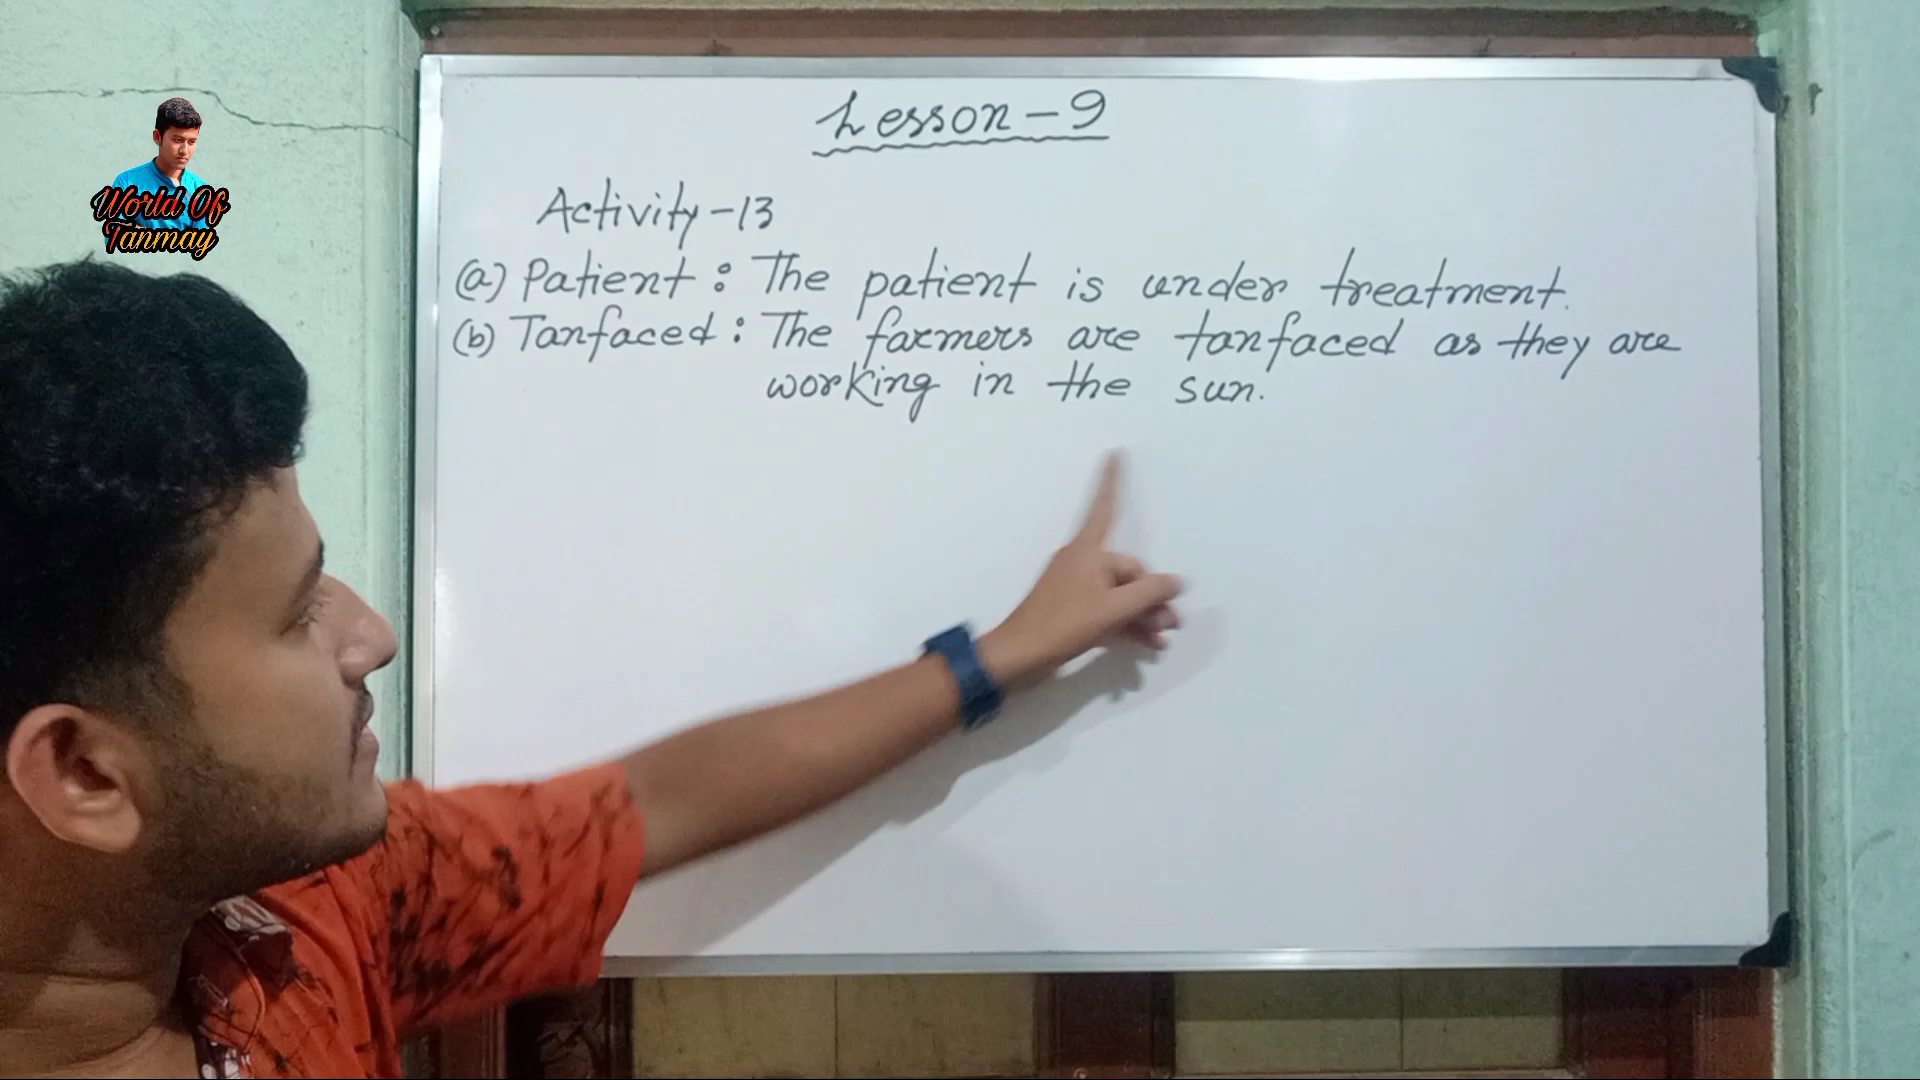 World Of
Tanmay
Lesson - 9
Activity - 13
(a) Patient : The patient is under treatment.
(b) Tanfaced : The farmers are tanfaced as they are
working in the sun.